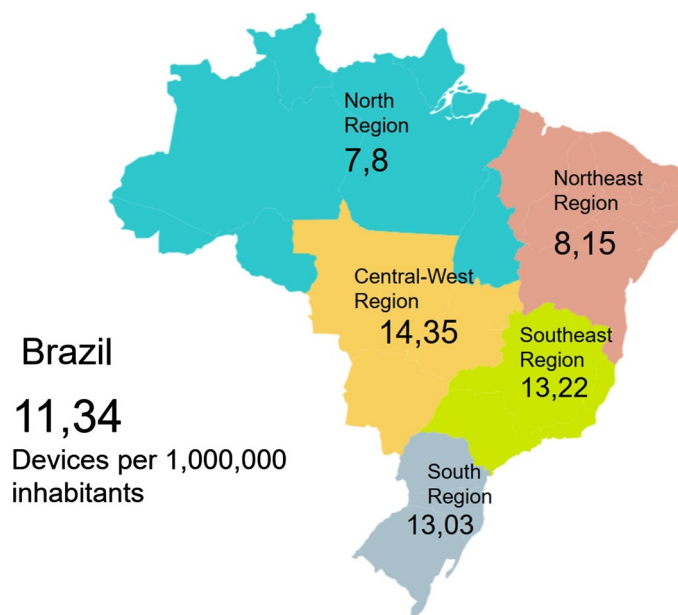 North
Region
7,8
Northeast
Region
8,15
Central-West
Region
14,35
Southeast
Region
13,22
Brazil
11,34
Devices per 1,000,000
inhabitants
South
Region
13,03